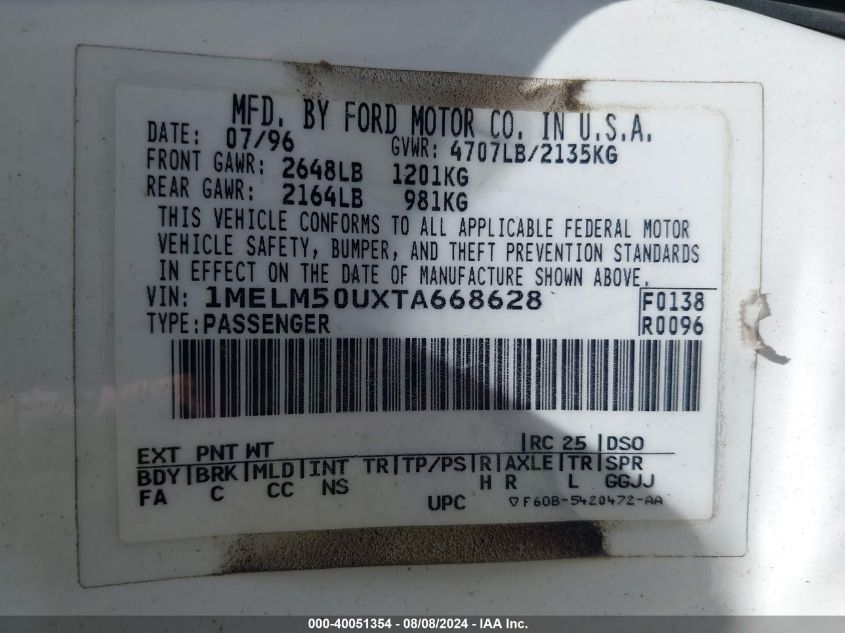 MFD. BY FORD MOTOR CO. IN U.S.A.
DATE: 07/96 GVWR: 4707LB/2135KG
FRONT GAWR: 2648LB 1201KG
REAR GAWR: 2164LB 981KG
THIS VEHICLE CONFORMS TO ALL APPLICABLE FEDERAL MOTOR
VEHICLE SAFETY, BUMPER, AND THEFT PREVENTION STANDARDS
IN EFFECT ON THE DATE OF MANUFACTURE SHOWN ABOVE.
VIN: 1MELM50UXTA668628 F0138
TYPE: PASSENGER R0096
EXT PNT WT RC 25 DSO
BDY BRK MLD INT TR TP/PS R AXLE TR SPR
FA C CC NS H R L GGJJ
UPC ▽F60B-5420472-AA
000-40051354 - 08/08/2024 - IAA Inc.